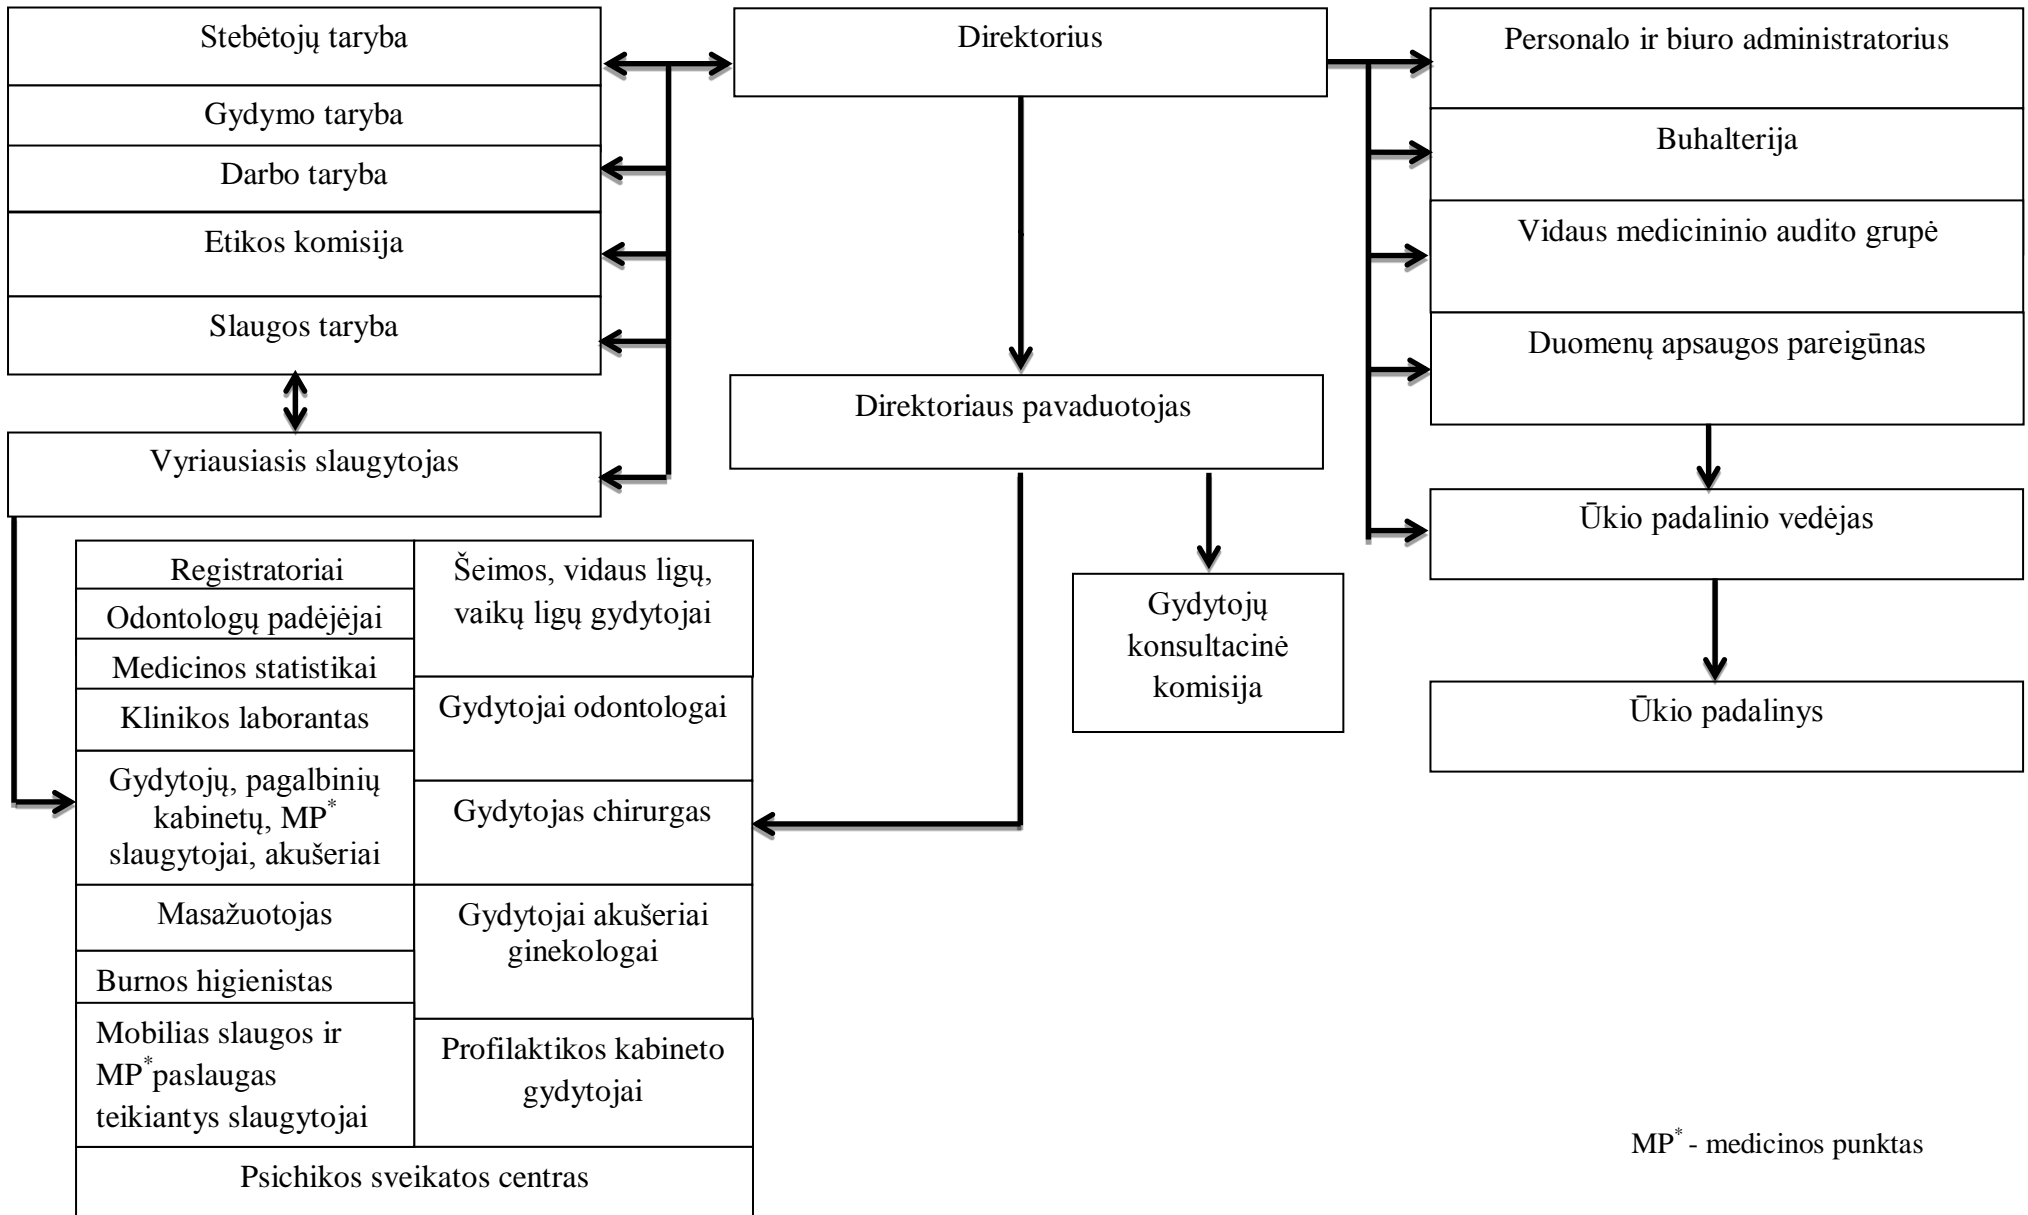 Stebėtojų taryba
Gydymo taryba
Darbo taryba
Etikos komisija
Slaugos taryba
Vyriausiasis slaugytojas
Direktorius
Direktoriaus pavaduotojas
Gydytojų
konsultacinė
komisija
Personalo ir biuro administratorius
Buhalterija
Vidaus medicininio audito grupė
Duomenų apsaugos pareigūnas
Ūkio padalinio vedėjas
Ūkio padalinys
Registratoriai
Odontologų padėjėjai
Medicinos statistikai
Klinikos laborantas
Gydytojų, pagalbinių
kabinetų, MP*
slaugytojai, akušeriai
Masažuotojas
Burnos higienistas
Mobilias slaugos ir
MP*paslaugas
teikiantys slaugytojai
Šeimos, vidaus ligų,
vaikų ligų gydytojai
Gydytojai odontologai
Gydytojas chirurgas
Gydytojai akušeriai
ginekologai
Profilaktikos kabineto
gydytojai
Psichikos sveikatos centras
MP* - medicinos punktas